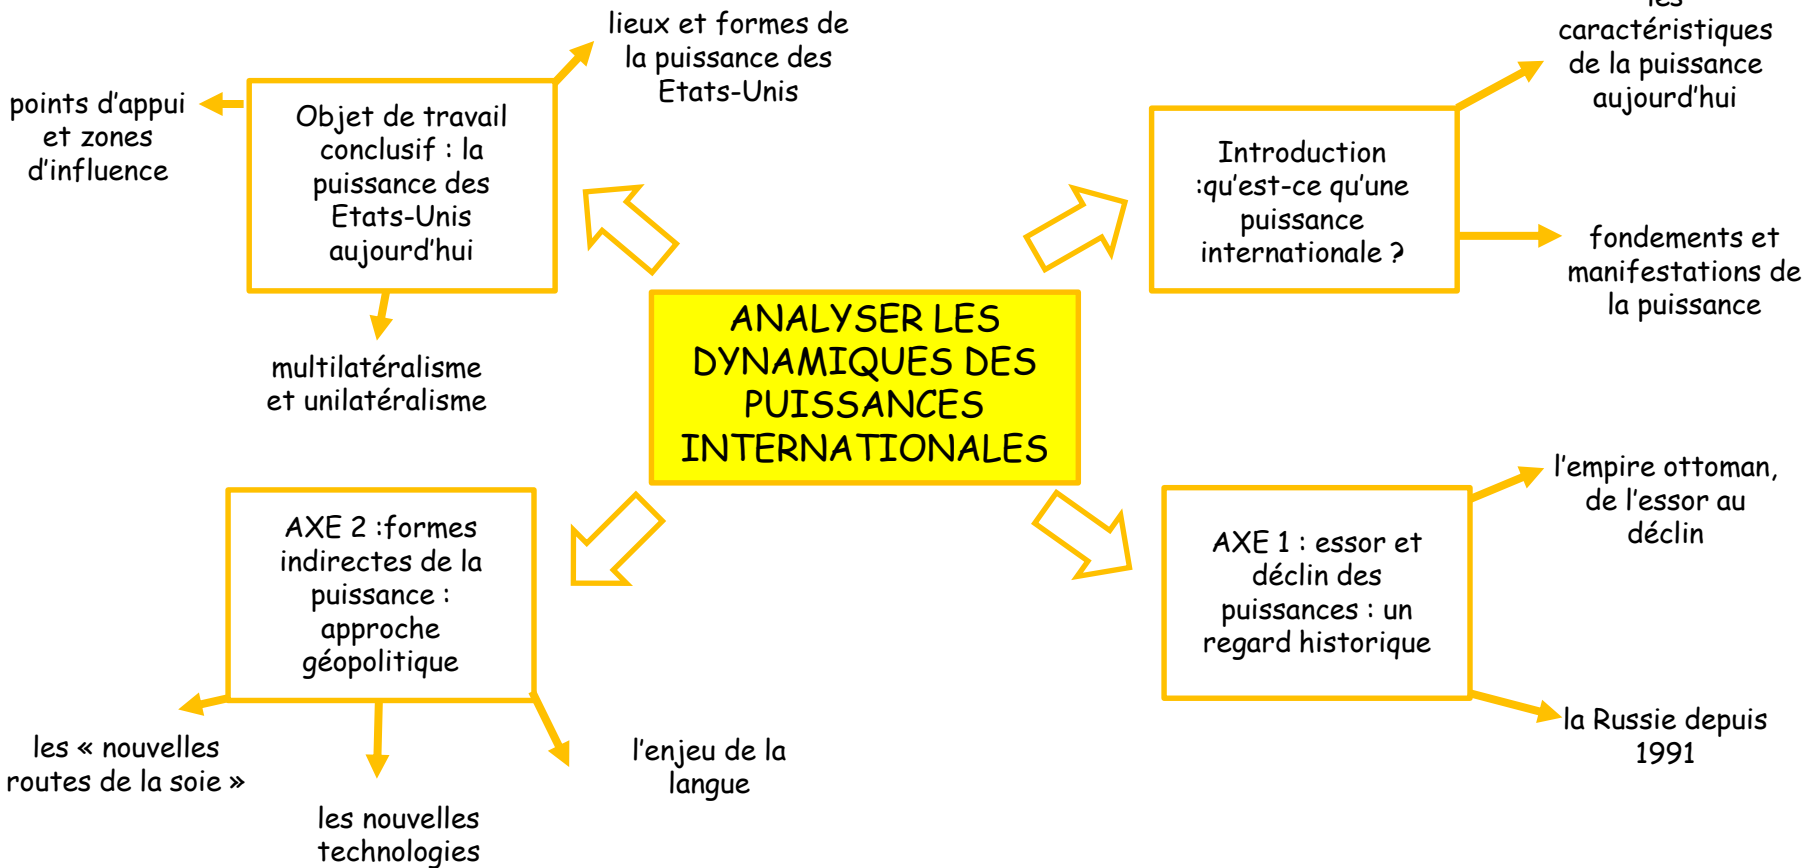 lieux et formes de
la puissance des
Etats-Unis
points d'appui
et zones
d'influence
Objet de travail
conclusif : la
puissance des
Etats-Unis
aujourd'hui
multilatéralisme
et unilatéralisme
les
caractéristiques
de la puissance
aujourd'hui
Introduction
:qu'est-ce qu'une
puissance
internationale ?
fondements et
manifestations de
la puissance
ANALYSER LES
DYNAMIQUES DES
PUISSANCES
INTERNATIONALES
AXE 2 :formes
indirectes de la
puissance :
approche
géopolitique
les « nouvelles
routes de la soie »
les nouvelles
technologies
l'enjeu de la
langue
AXE 1 : essor et
déclin des
puissances : un
regard historique
l'empire ottoman,
de l'essor au
déclin
la Russie depuis
1991